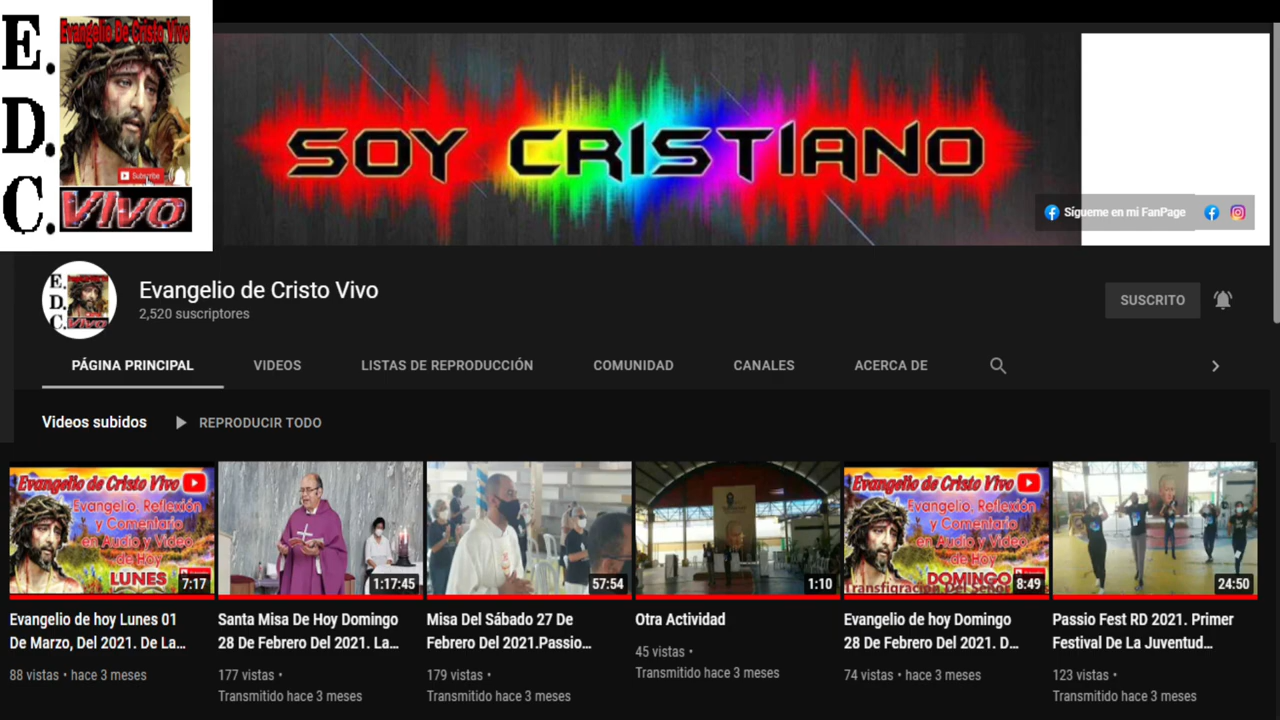 E.
D.
C.
Evangelio De Cristo Vivo
Subscribe
Vivo
SOY CRISTIANO
Sígueme en mi FanPage
Evangelio de Cristo Vivo
2,520 suscriptores
SUSCRITO
PÁGINA PRINCIPAL
VIDEOS
LISTAS DE REPRODUCCIÓN
COMUNIDAD
CANALES
ACERCA DE
Videos subidos
REPRODUCIR TODO
Evangelio de Cristo Vivo
Evangelio, Reflexión
y Comentario
en Audio y Video
de Hoy
LUNES
7:17
1:17:45
57:54
1:10
Evangelio de Cristo Vivo
Evangelio, Reflexión
y Comentario
en Audio y Video
de Hoy
DOMINGO
Transfigración Del Señor
8:49
24:50
Evangelio de hoy Lunes 01
De Marzo, Del 2021. De La...
88 vistas • hace 3 meses
Santa Misa De Hoy Domingo
28 De Febrero Del 2021. La...
177 vistas •
Transmitido hace 3 meses
Misa Del Sábado 27 De
Febrero Del 2021.Passio...
179 vistas •
Transmitido hace 3 meses
Otra Actividad
45 vistas •
Transmitido hace 3 meses
Evangelio de hoy Domingo
28 De Febrero Del 2021. D...
74 vistas • hace 3 meses
Passio Fest RD 2021. Primer
Festival De La Juventud...
123 vistas •
Transmitido hace 3 meses